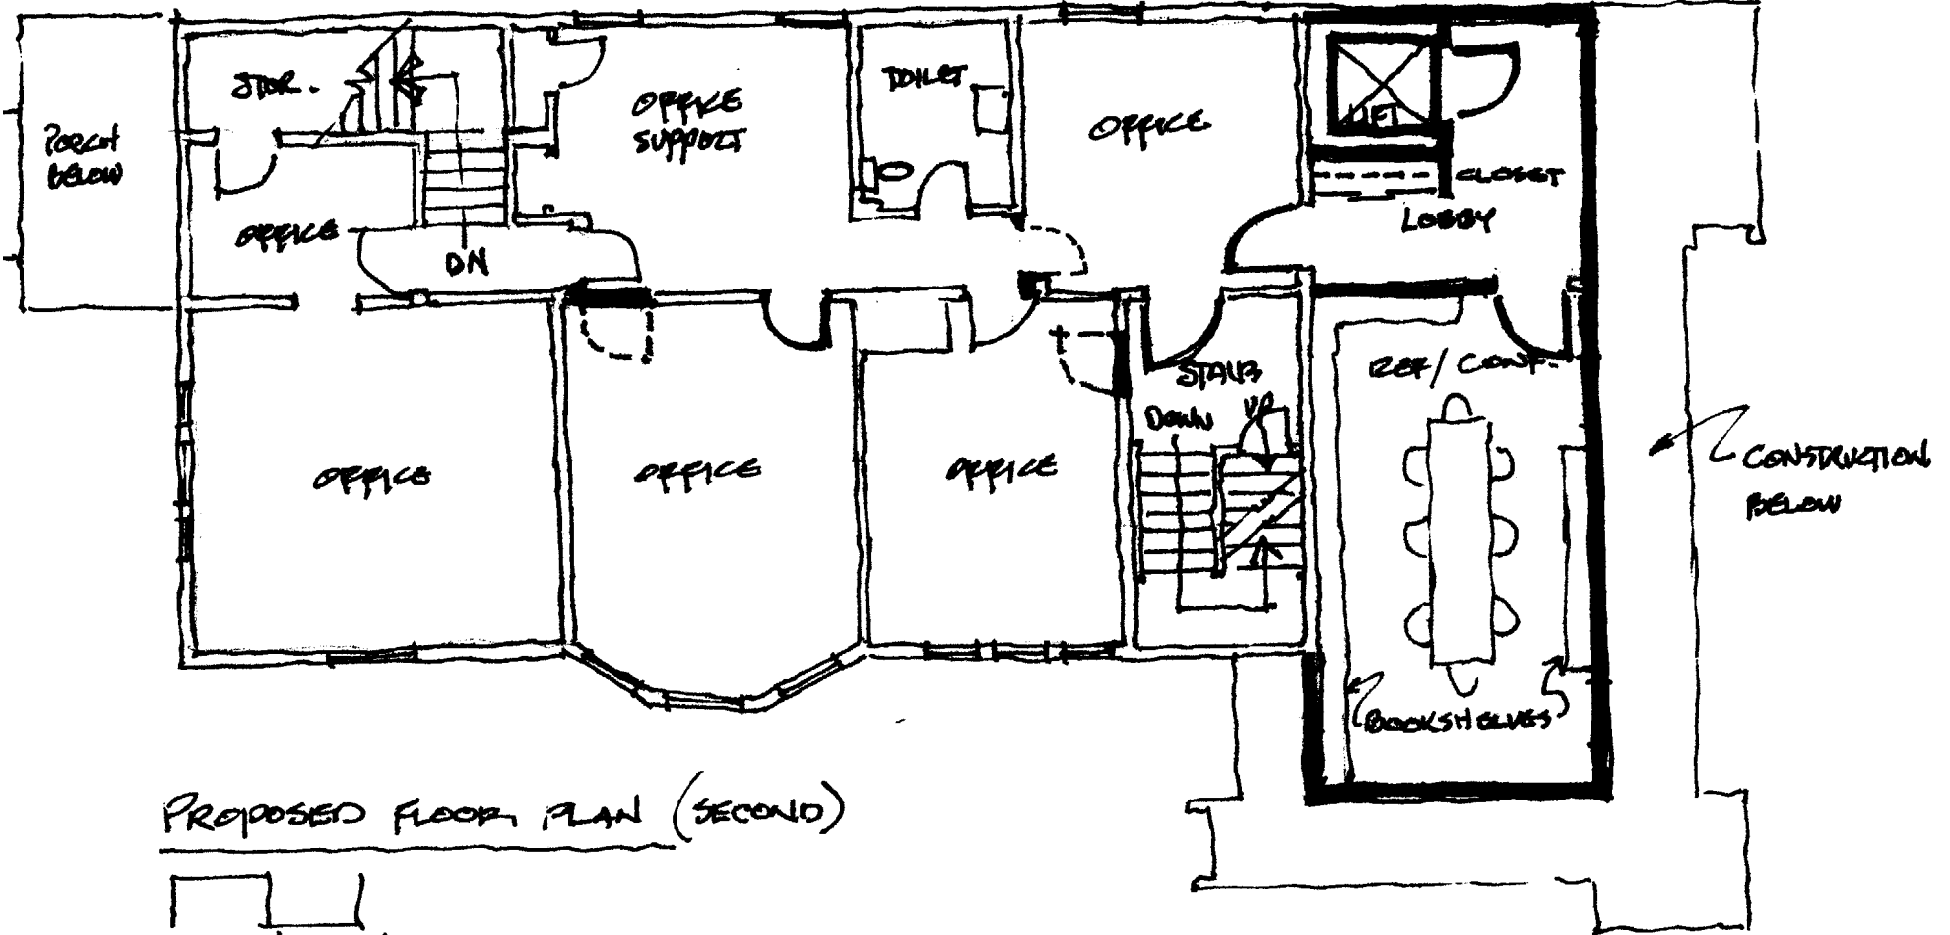 STOR.
PORCH
BELOW
OFFICE
SUPPORT
TOILET
OFFICE
LIFT
CLOSET
LOBBY
OFFICE
DN
REF/CONF.
STAIR
DOWN
UP
OFFICE
OFFICE
OFFICE
CONSTRUCTION
BELOW
BOOKSHELVES
PROPOSED FLOOR PLAN (SECOND)